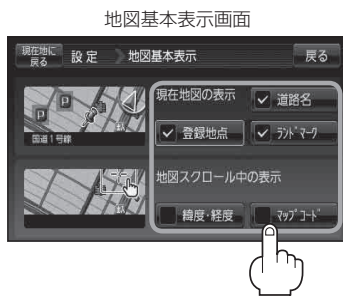 地図基本表示画面
現在地に
戻る
設定
地図基本表示
戻る
P
P
国道1号線
現在地図の表示
道路名
登録地点
ﾗﾝﾄﾞﾏｰｸ
地図スクロール中の表示
緯度・経度
ﾏｯﾌﾟｺｰﾄﾞ